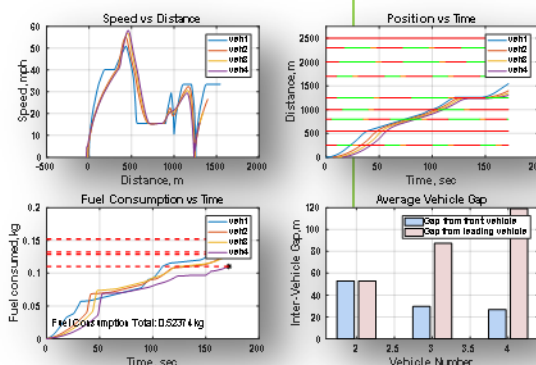 Speed vs Distance
60
50
40
30
20
10
0
Speed, mph
-500 0 500 1000 1500 2000
Distance, m
veh1
veh2
veh3
veh4
Position vs Time
2500
2000
1500
1000
500
0
Distance, m
0 50 100 150 200
Time, sec
veh1
veh2
veh3
veh4
Fuel Consumption vs Time
0.2
0.15
0.1
0.05
0
Fuel consumed, kg
0 50 100 150 200
Time, sec
veh1
veh2
veh3
veh4
Fuel Consumption Total: 0.52374 kg
Average Vehicle Gap
120
100
80
60
40
20
0
Inter-Vehicle Gap, m
2 2.5 3 3.5 4
Vehicle Number
Gap from front vehicle
Gap from leading vehicle